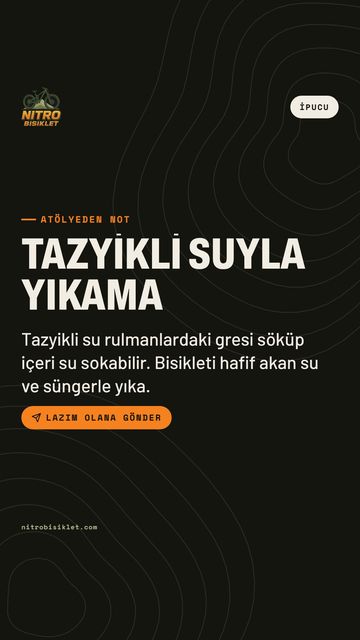 NITRO
BISIKLET
İPUCU
ATÖLYEDEN NOT
TAZYİKLİ SUYLA
YIKAMA
Tazyikli su rulmanlardaki gresi söküp
içeri su sokabilir. Bisikleti hafif akan su
ve süngerle yıka.
LAZIM OLANA GÖNDER
nitrobisiklet.com